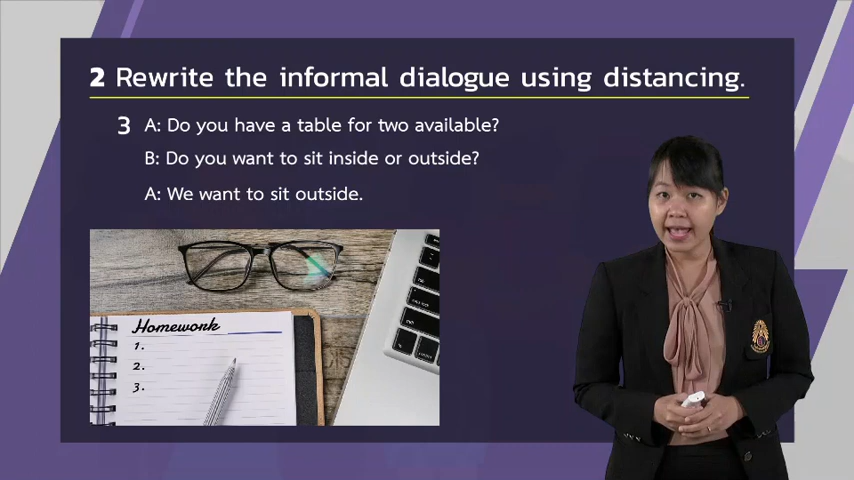 2 Rewrite the informal dialogue using distancing.
3 A: Do you have a table for two available?
B: Do you want to sit inside or outside?
A: We want to sit outside.
Homework
1.
2.
3.